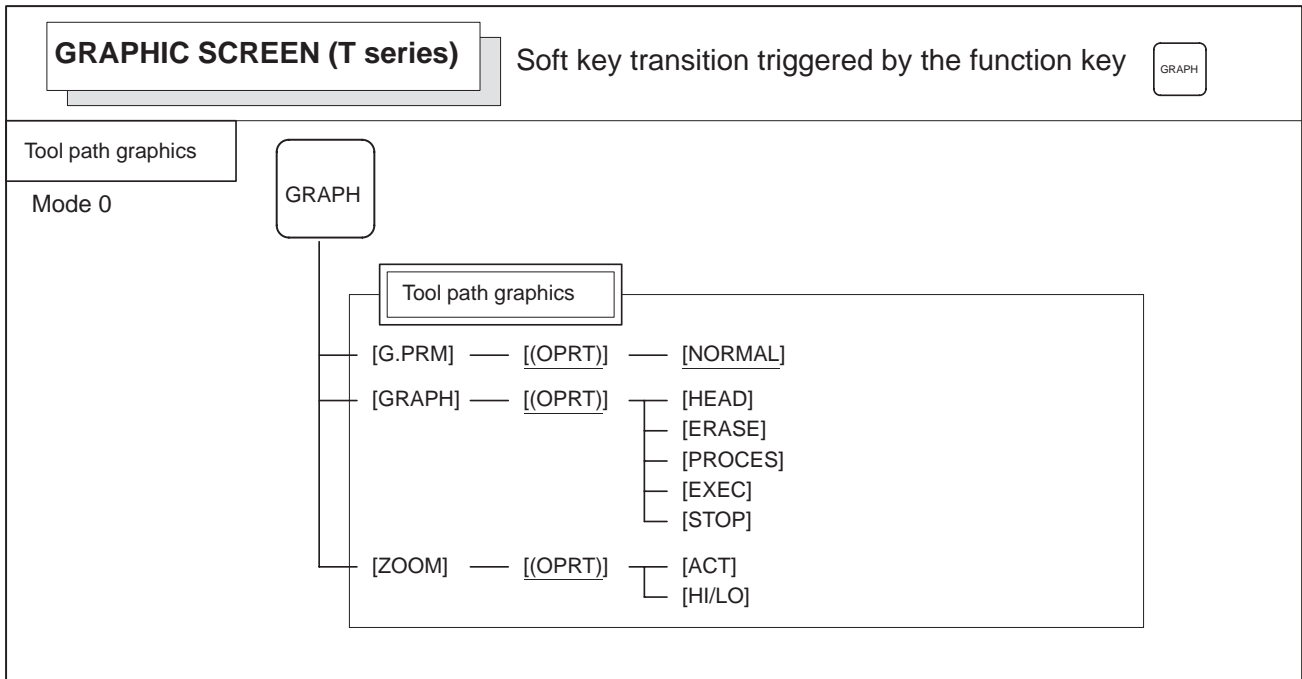 GRAPHIC SCREEN (T series)
Soft key transition triggered by the function key
GRAPH
Tool path graphics
Mode 0
GRAPH
Tool path graphics
[G.PRM] [(OPRT)] [NORMAL]
[GRAPH] [(OPRT)] [HEAD]
[ERASE]
[PROCES]
[EXEC]
[STOP]
[ZOOM] [(OPRT)] [ACT]
[HI/LO]